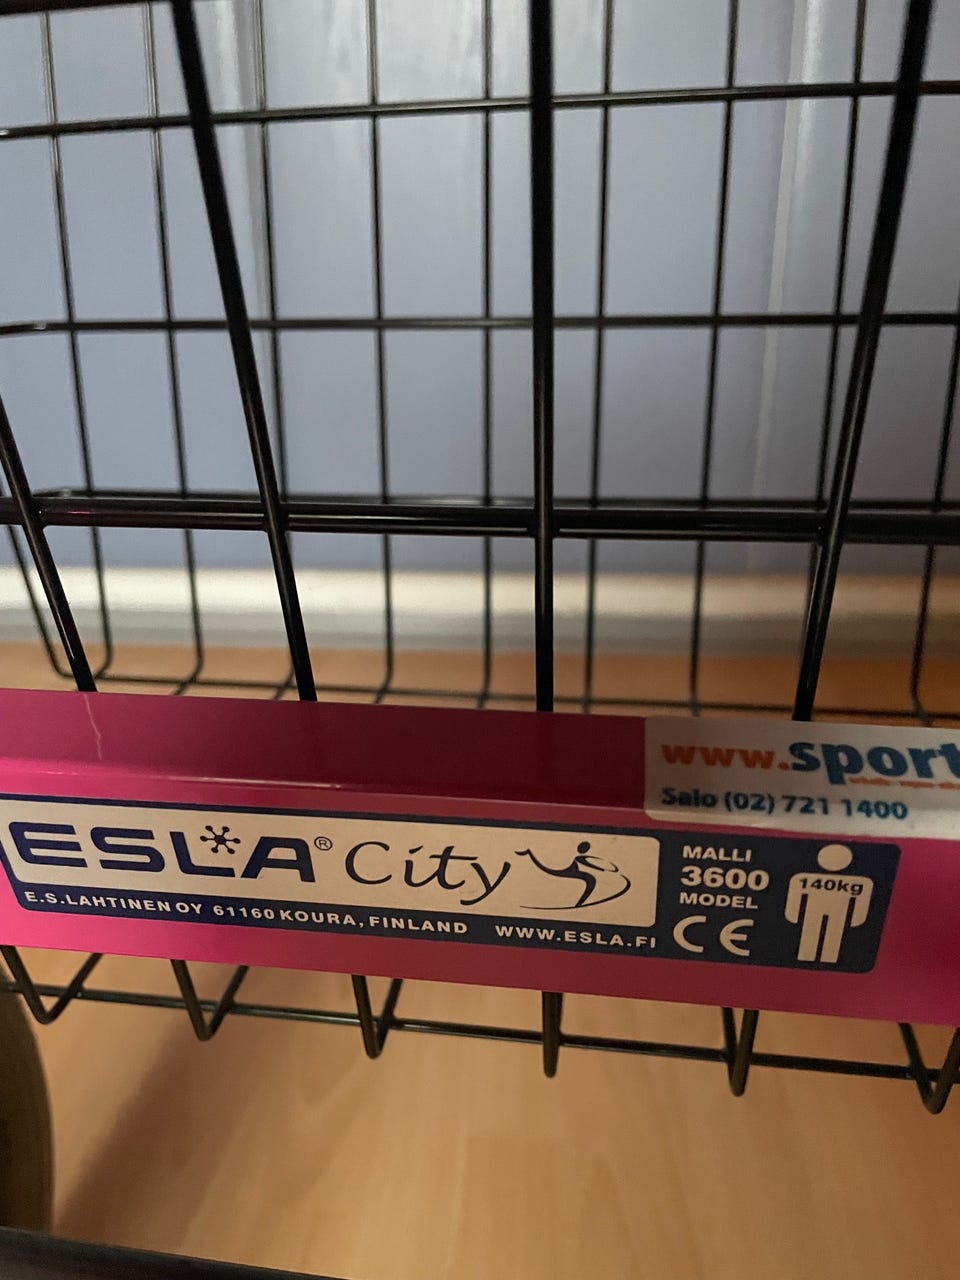 www.sport
Salo (02) 721 1400
ESLA® City
E.S.LAHTINEN OY 61160 KOURA, FINLAND WWW.ESLA.FI
MALLI
3600
MODEL
CE
140kg